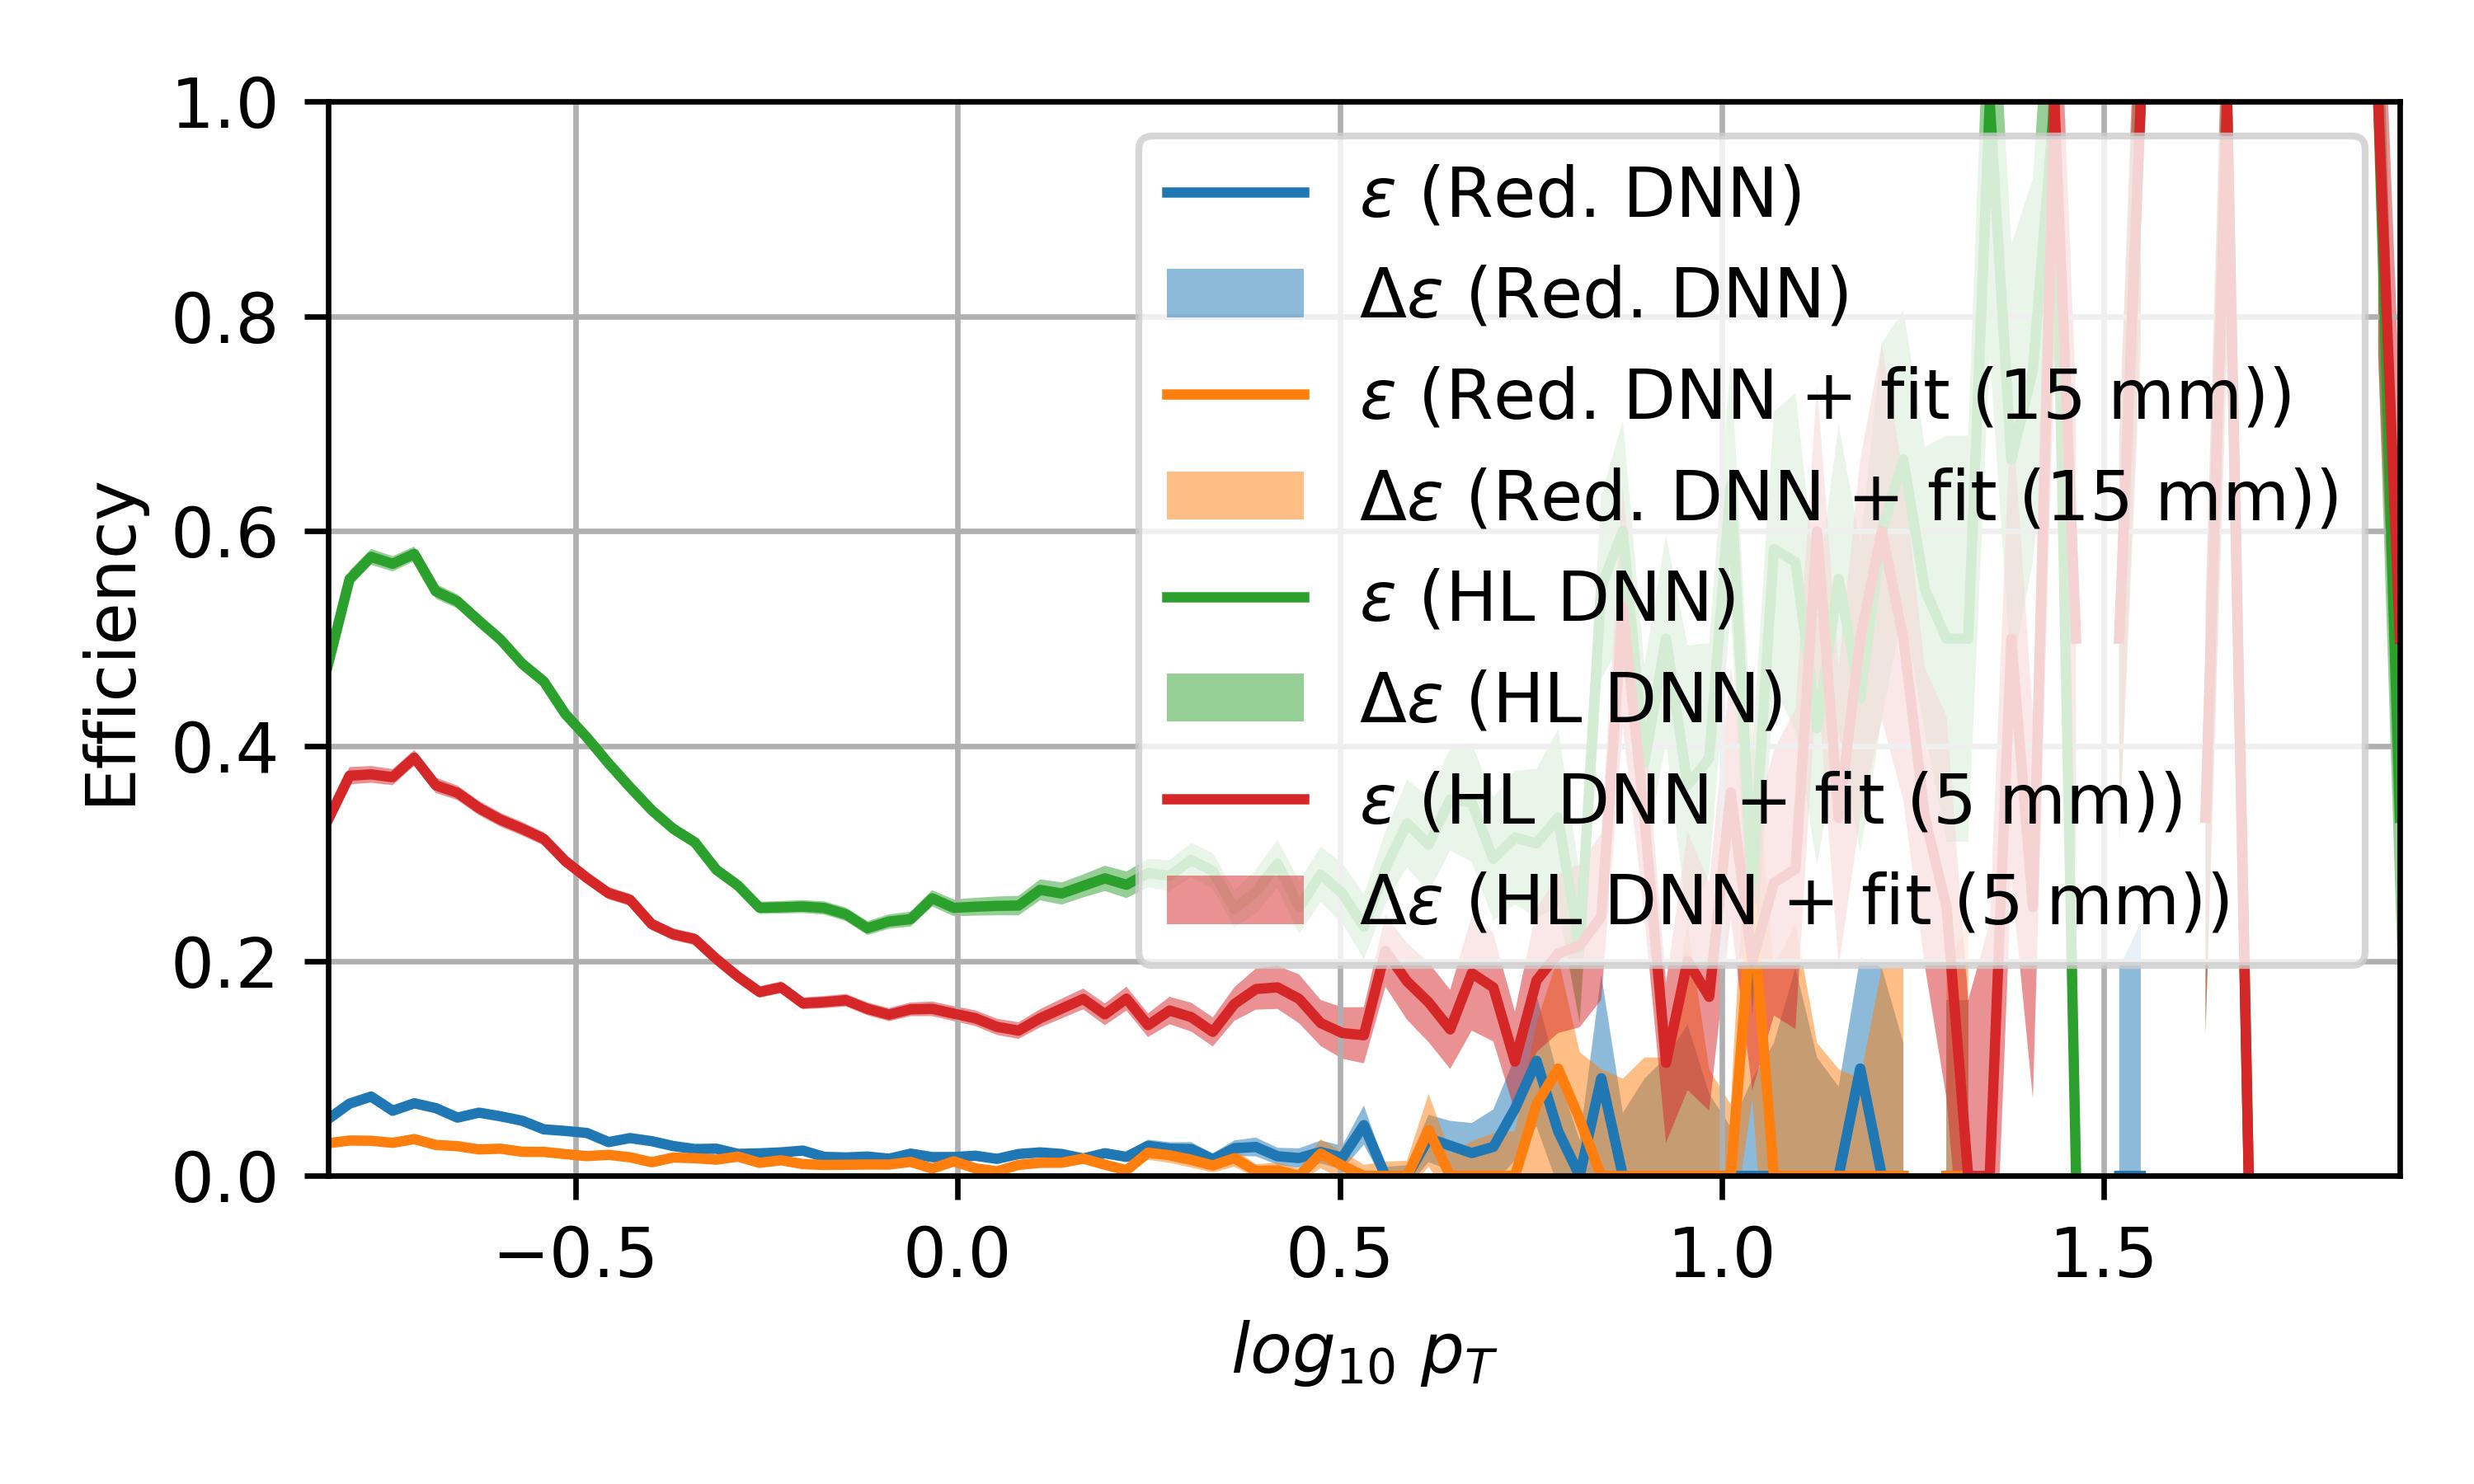 1.0
0.8
0.6
0.4
0.2
0.0
Efficiency
ε (Red. DNN)
Δε (Red. DNN)
ε (Red. DNN + fit (15 mm))
Δε (Red. DNN + fit (15 mm))
ε (HL DNN)
Δε (HL DNN)
ε (HL DNN + fit (5 mm))
Δε (HL DNN + fit (5 mm))
−0.5 0.0 0.5 1.0 1.5
log₁₀ p_T